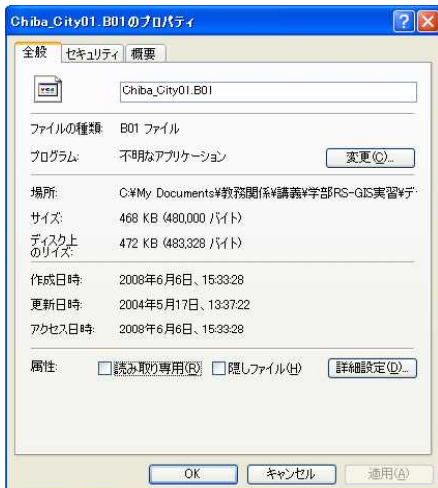 Chiba_City01.B01のプロパティ
全般 セキュリティ 概要
Chiba_City01.B01
ファイルの種類: B01 ファイル
プログラム: 不明なアプリケーション 変更(C)...
場所: C:¥My Documents¥教務関係¥講義¥学部RS-GIS実習¥デ
サイズ: 468 KB (480,000 バイト)
ディスク上
のサイズ: 472 KB (483,328 バイト)
作成日時: 2008年6月6日、15:33:28
更新日時: 2004年5月17日、13:37:22
アクセス日時: 2008年6月6日、15:33:28
属性: 読み取り専用(R) 隠しファイル(H) 詳細設定(D)...
OK キャンセル 適用(A)